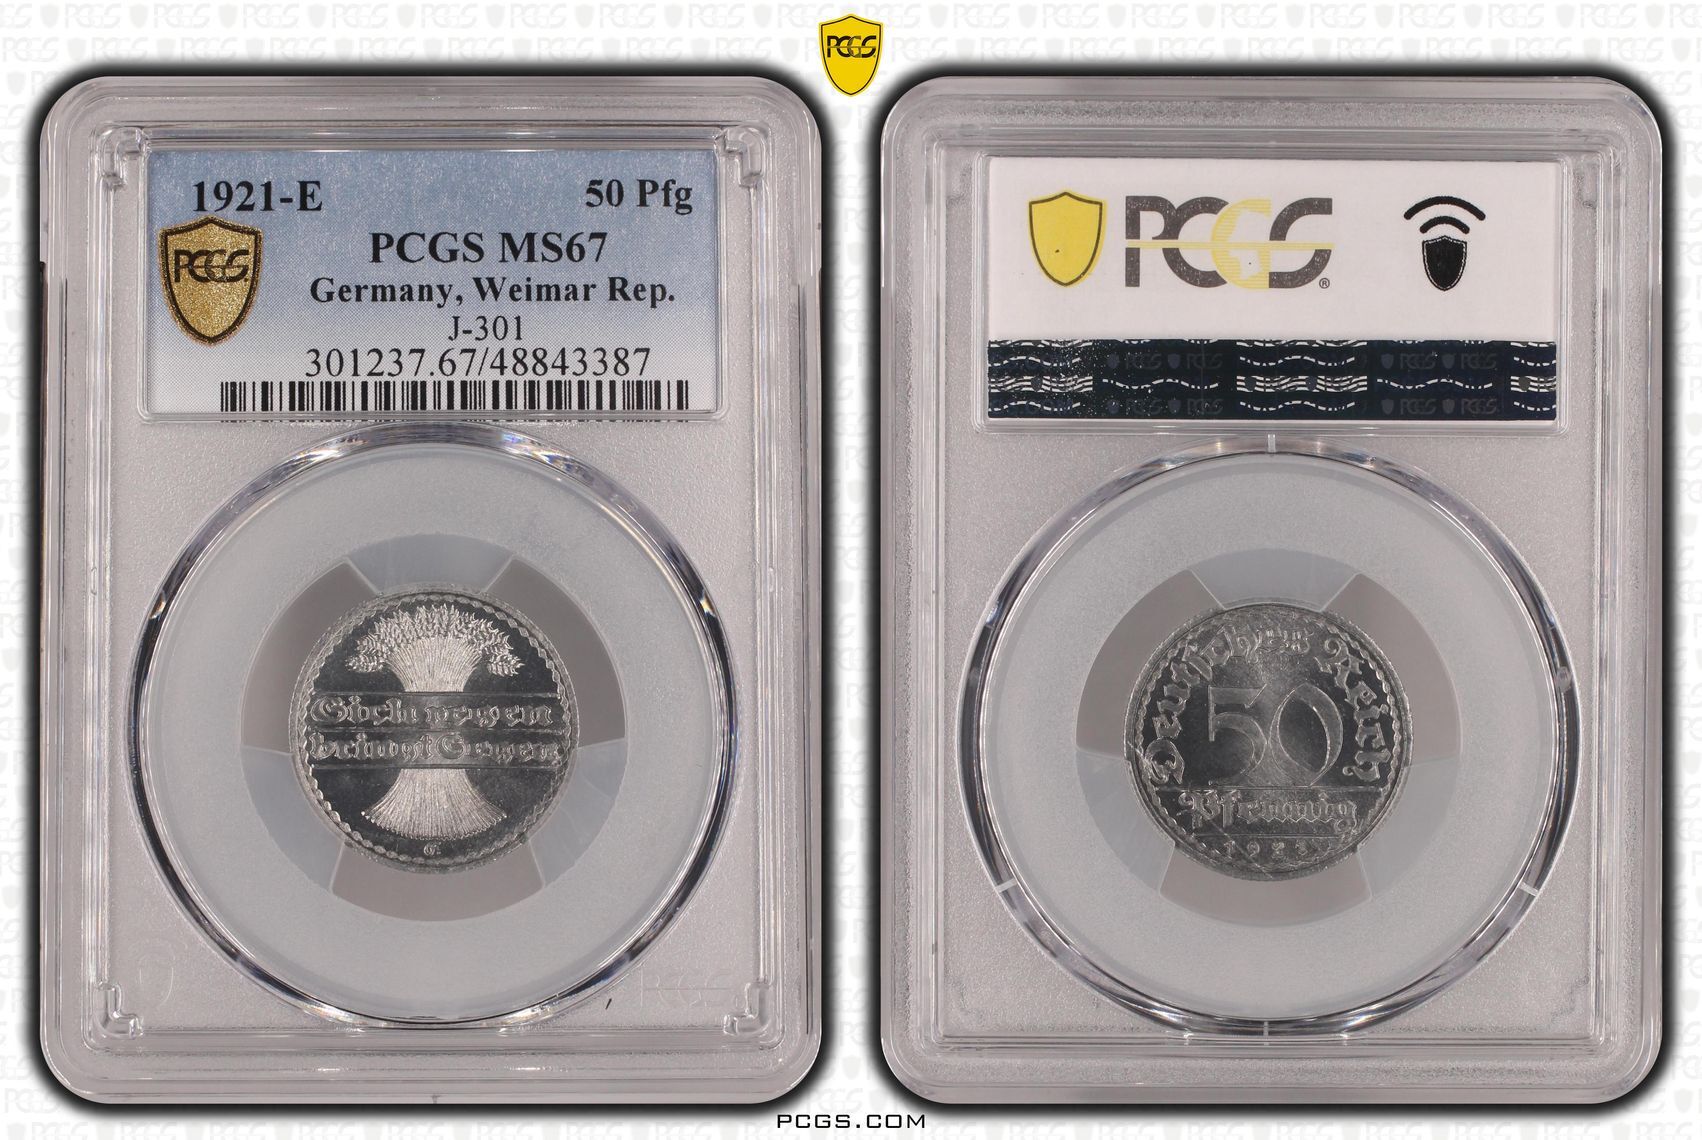 PCGS
1921-E 50 Pfg
PCGS MS67
Germany, Weimar Rep.
J-301
301237.67/48843387
PCGS
Sich regen
bringt Segen
PCGS®
Deutsches Reich
50
Pfennig
PCGS.COM